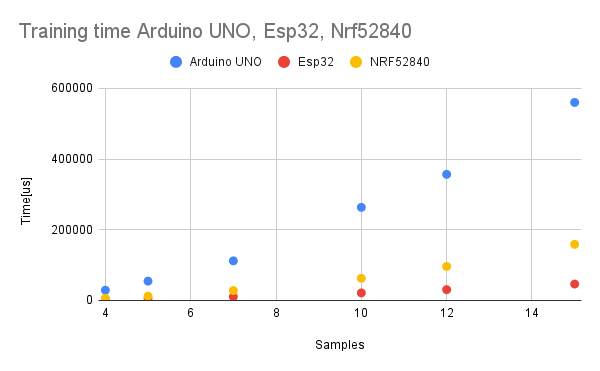 Training time Arduino UNO, Esp32, Nrf52840
Arduino UNO Esp32 NRF52840
600000
400000
200000
0
Time[us]
4 6 8 10 12 14
Samples